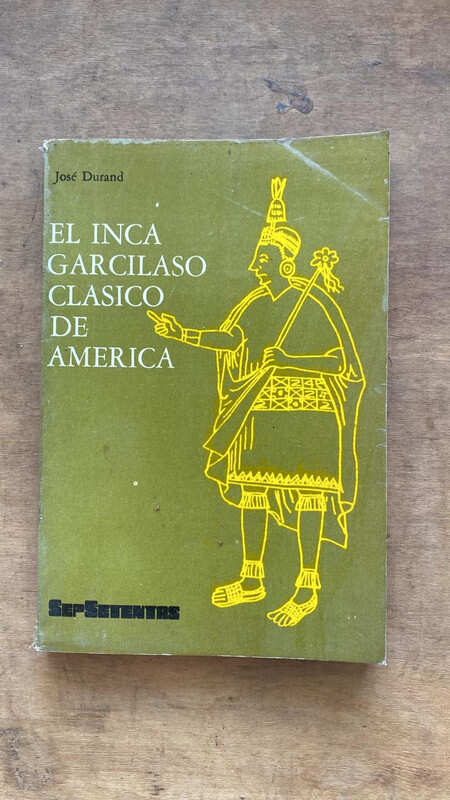 José Durand
EL INCA
GARCILASO
CLASICO
DE
AMERICA
SEPSETENTAS